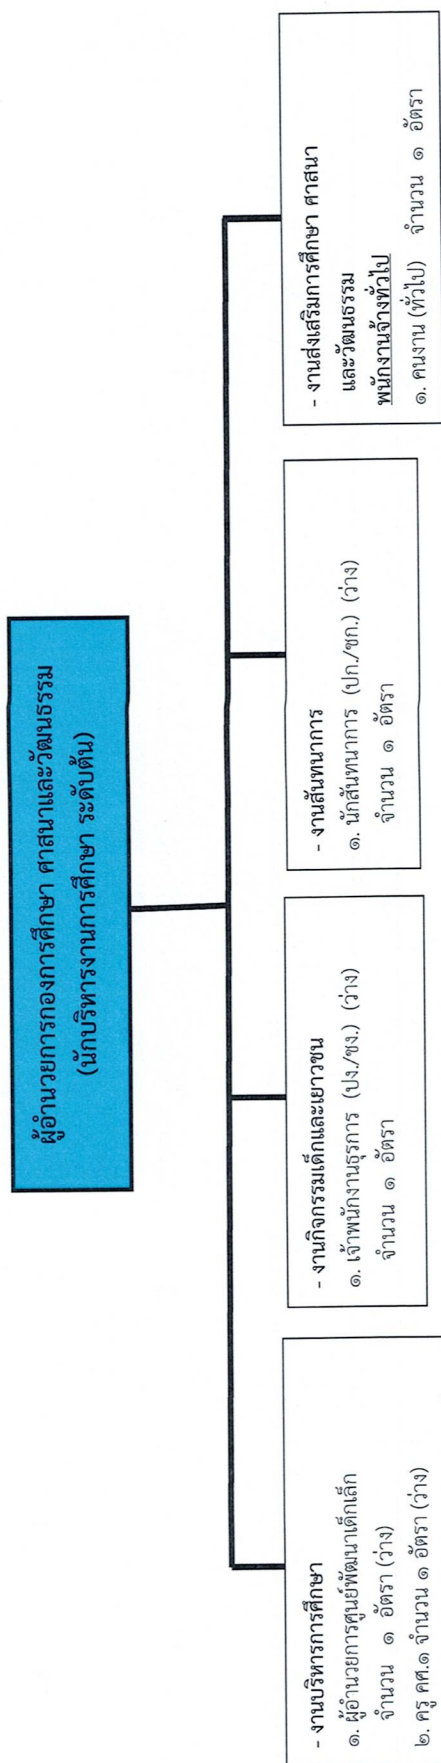 ผู้อำนวยการกองการศึกษา ศาสนาและวัฒนธรรม
(นักบริหารงานการศึกษา ระดับต้น)
- งานบริหารการศึกษา
๑. ผู้อำนวยการศูนย์พัฒนาเด็กเล็ก
จำนวน ๑ อัตรา (ว่าง)
๒. ครู คศ.๑ จำนวน ๑ อัตรา (ว่าง)
- งานกิจกรรมเด็กและเยาวชน
๑. เจ้าพนักงานธุรการ (ปง./ชง.) (ว่าง)
จำนวน ๑ อัตรา
- งานสันทนาการ
๑. นักสันทนาการ (ปก./ชก.) (ว่าง)
จำนวน ๑ อัตรา
- งานส่งเสริมการศึกษา ศาสนา
และวัฒนธรรม
พนักงานจ้างทั่วไป
๑. คนงาน (ทั่วไป) จำนวน ๑ อัตรา